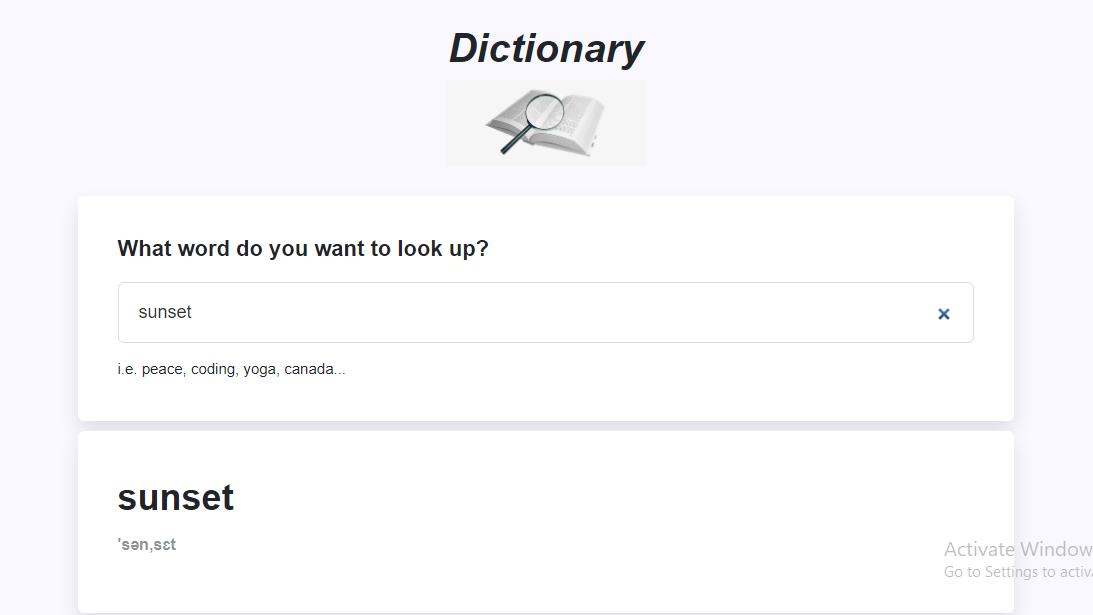 Dictionary
What word do you want to look up?
sunset
i.e. peace, coding, yoga, canada...
sunset
'sən,sɛt
Activate Window
Go to Settings to activa